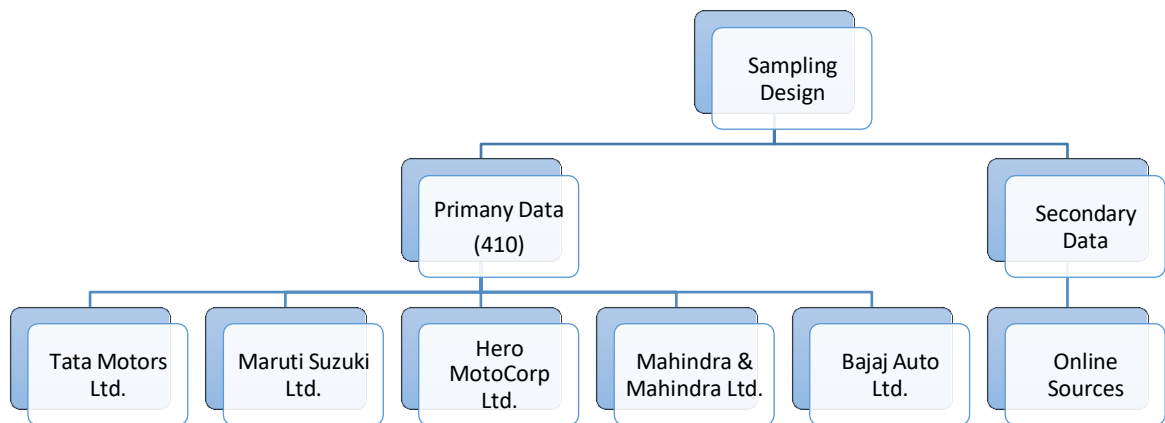 Sampling
Design
Primany Data
(410)
Secondary
Data
Tata Motors
Ltd.
Maruti Suzuki
Ltd.
Hero
MotoCorp
Ltd.
Mahindra &
Mahindra Ltd.
Bajaj Auto
Ltd.
Online
Sources